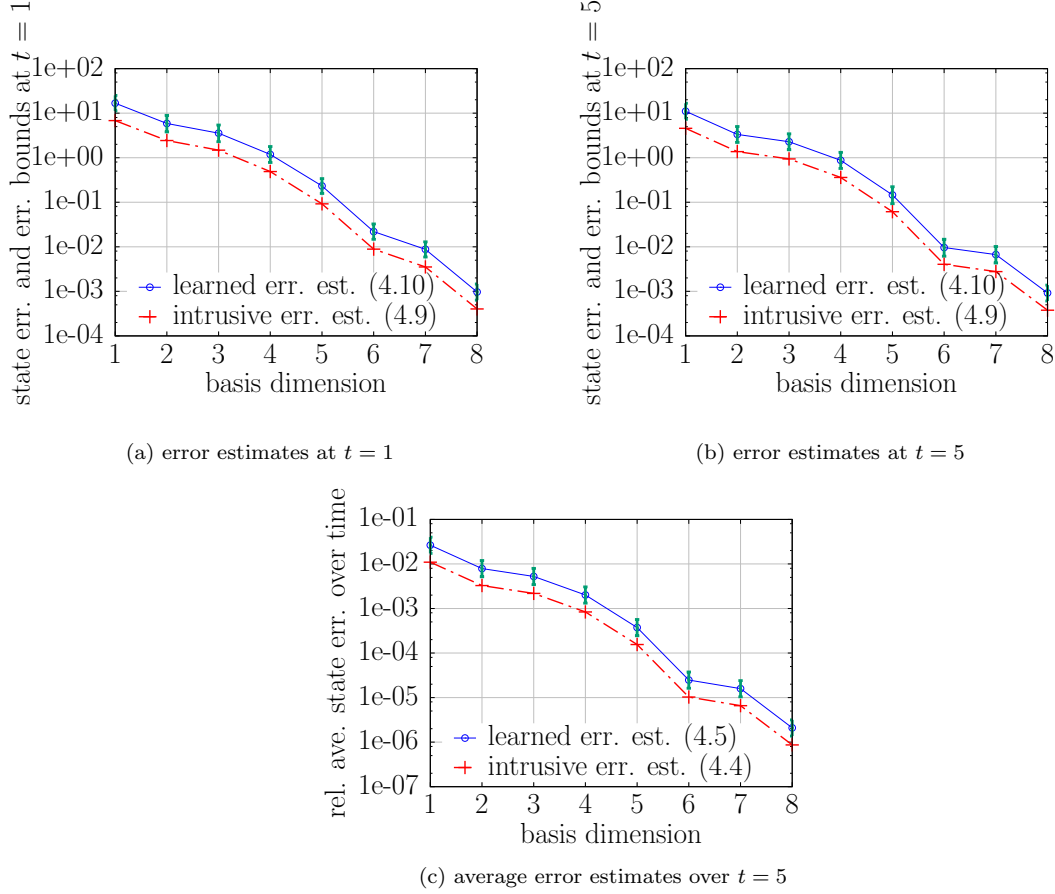 state err. and err. bounds at t = 1
1e+02
1e+01
1e+00
1e-01
1e-02
1e-03
1e-04
learned err. est. (4.10)
intrusive err. est. (4.9)
1 2 3 4 5 6 7 8
basis dimension
(a) error estimates at t = 1
state err. and err. bounds at t = 5
1e+02
1e+01
1e+00
1e-01
1e-02
1e-03
1e-04
learned err. est. (4.10)
intrusive err. est. (4.9)
1 2 3 4 5 6 7 8
basis dimension
(b) error estimates at t = 5
rel. ave. state err. over time
1e-01
1e-02
1e-03
1e-04
1e-05
1e-06
1e-07
learned err. est. (4.5)
intrusive err. est. (4.4)
1 2 3 4 5 6 7 8
basis dimension
(c) average error estimates over t = 5